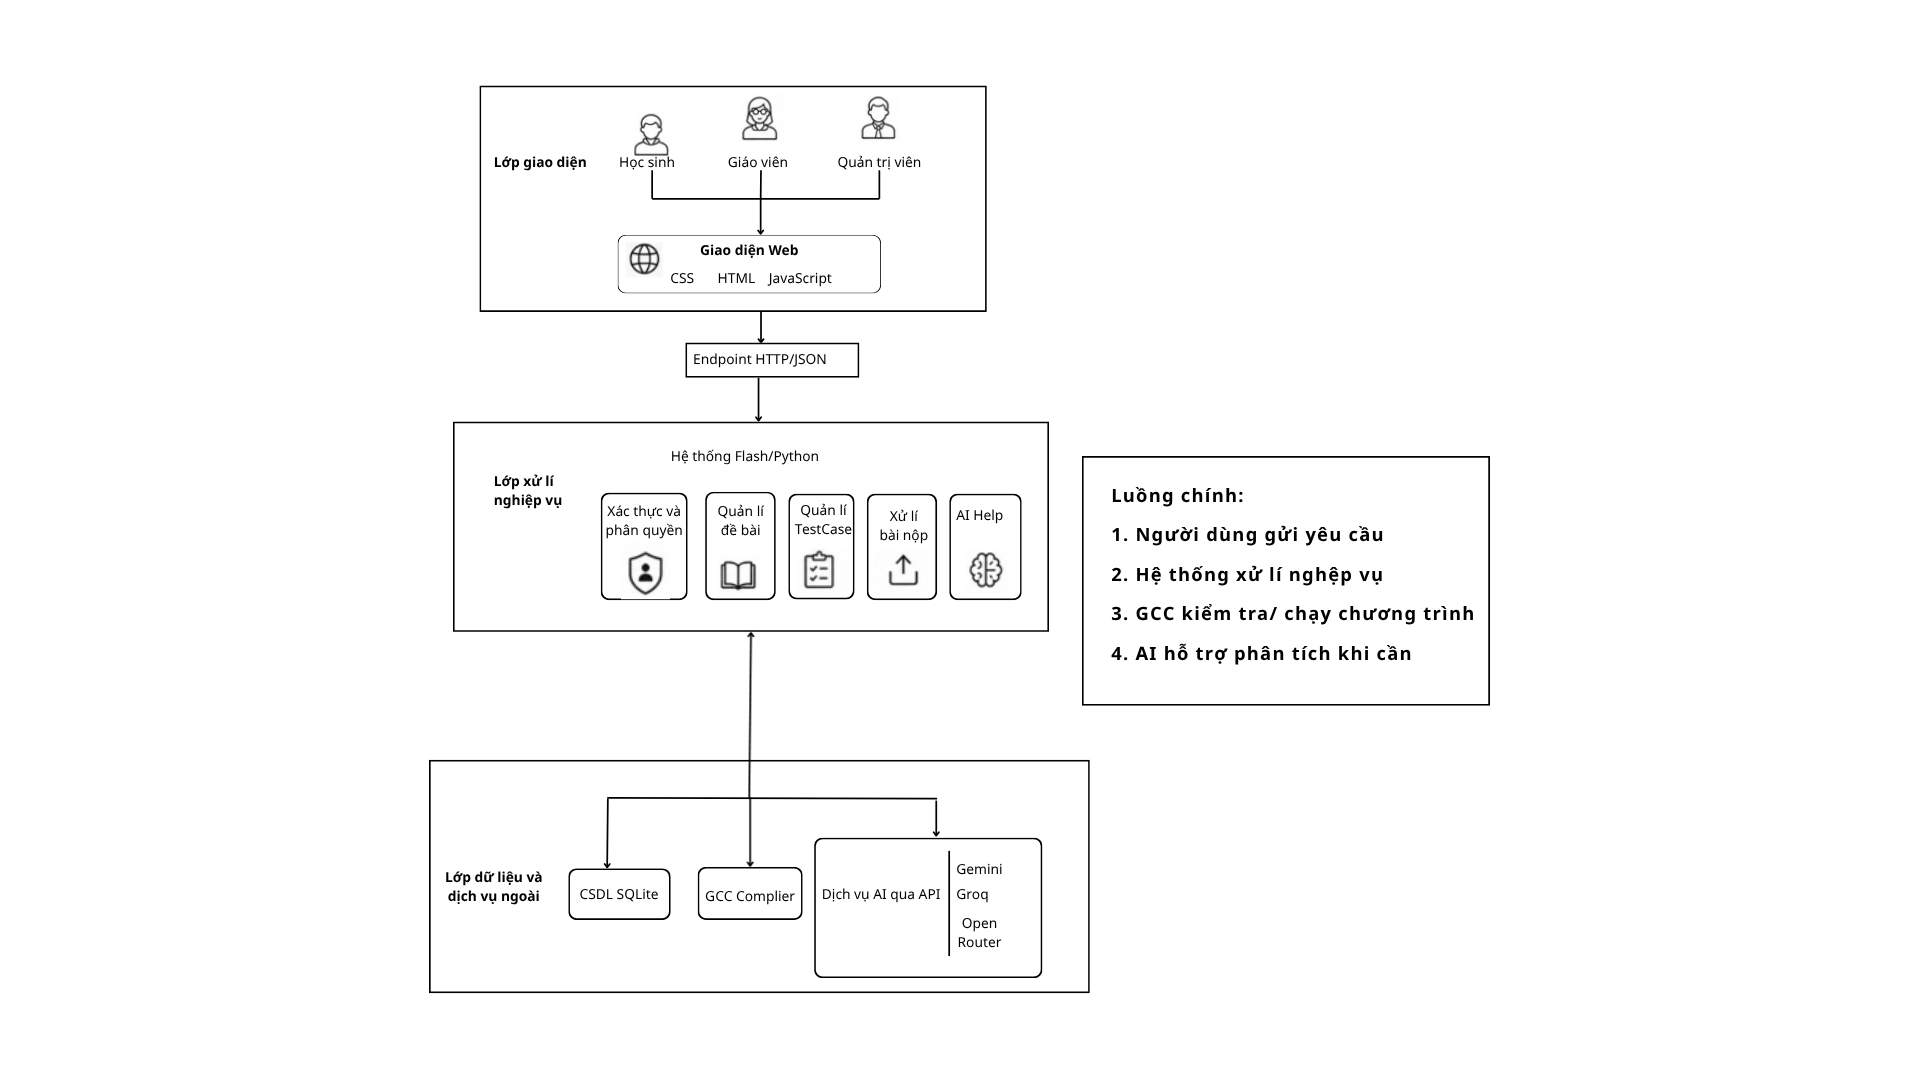 Lớp giao diện
Học sinh
Giáo viên
Quản trị viên
Giao diện Web
CSS HTML JavaScript
Endpoint HTTP/JSON
Hệ thống Flash/Python
Lớp xử lí
nghiệp vụ
Xác thực và
phân quyền
Quản lí
đề bài
Quản lí
TestCase
Xử lí
bài nộp
AI Help
Luồng chính:
1. Người dùng gửi yêu cầu
2. Hệ thống xử lí nghệp vụ
3. GCC kiểm tra/ chạy chương trình
4. AI hỗ trợ phân tích khi cần
Lớp dữ liệu và
dịch vụ ngoài
CSDL SQLite
GCC Complier
Dịch vụ AI qua API
Gemini
Groq
Open
Router